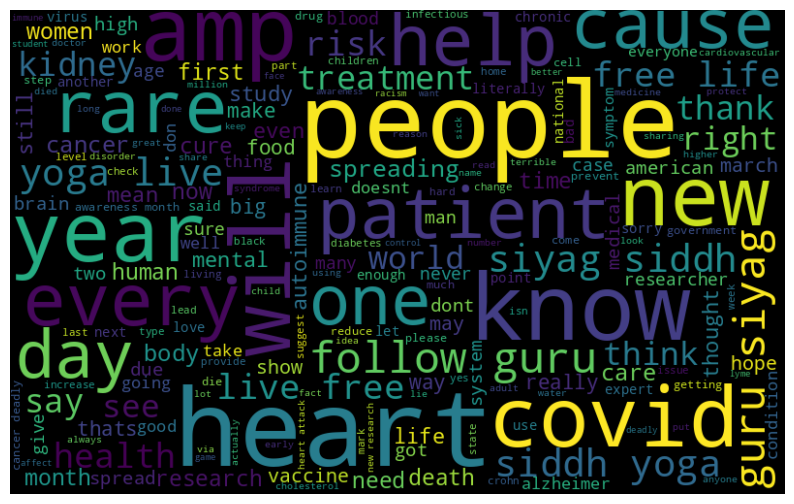 immune virus women high work amp drug infectious blood risk help chronic cause
student doctor kidney age first children home better cell everyone cardiovascular
step another part face treatment free life
rare million died long done study make literally awareness racism want national bad symptom medicine protect thank
still don even reason sick sharing right
cancer cure food people terrible case american higher
level disorder great keep share thing spreading name read time prevent march
yoga live check mean now syndrome learn doesnt hard change new
brain awareness month said big will autoimmune patient medical sorry government
year sure well black man world siyag siddh come look
two human mental living diabetes control number never researcher
every using many enough much point isn week
lead child dont one know thought guru siyag
last next type love suggest reduce let please may
day body take provide idea follow system guru think hope
due show way really care expert condition
say increase going die yes adult issue lyme
see lot live free fact lie water getting
give thats good heart life use put deadly anyone
cancer deadly always health via heart attack new research mark got state covid
affect game actually early vaccine need siddh yoga
month spread research cholesterol death crohn alzheimer